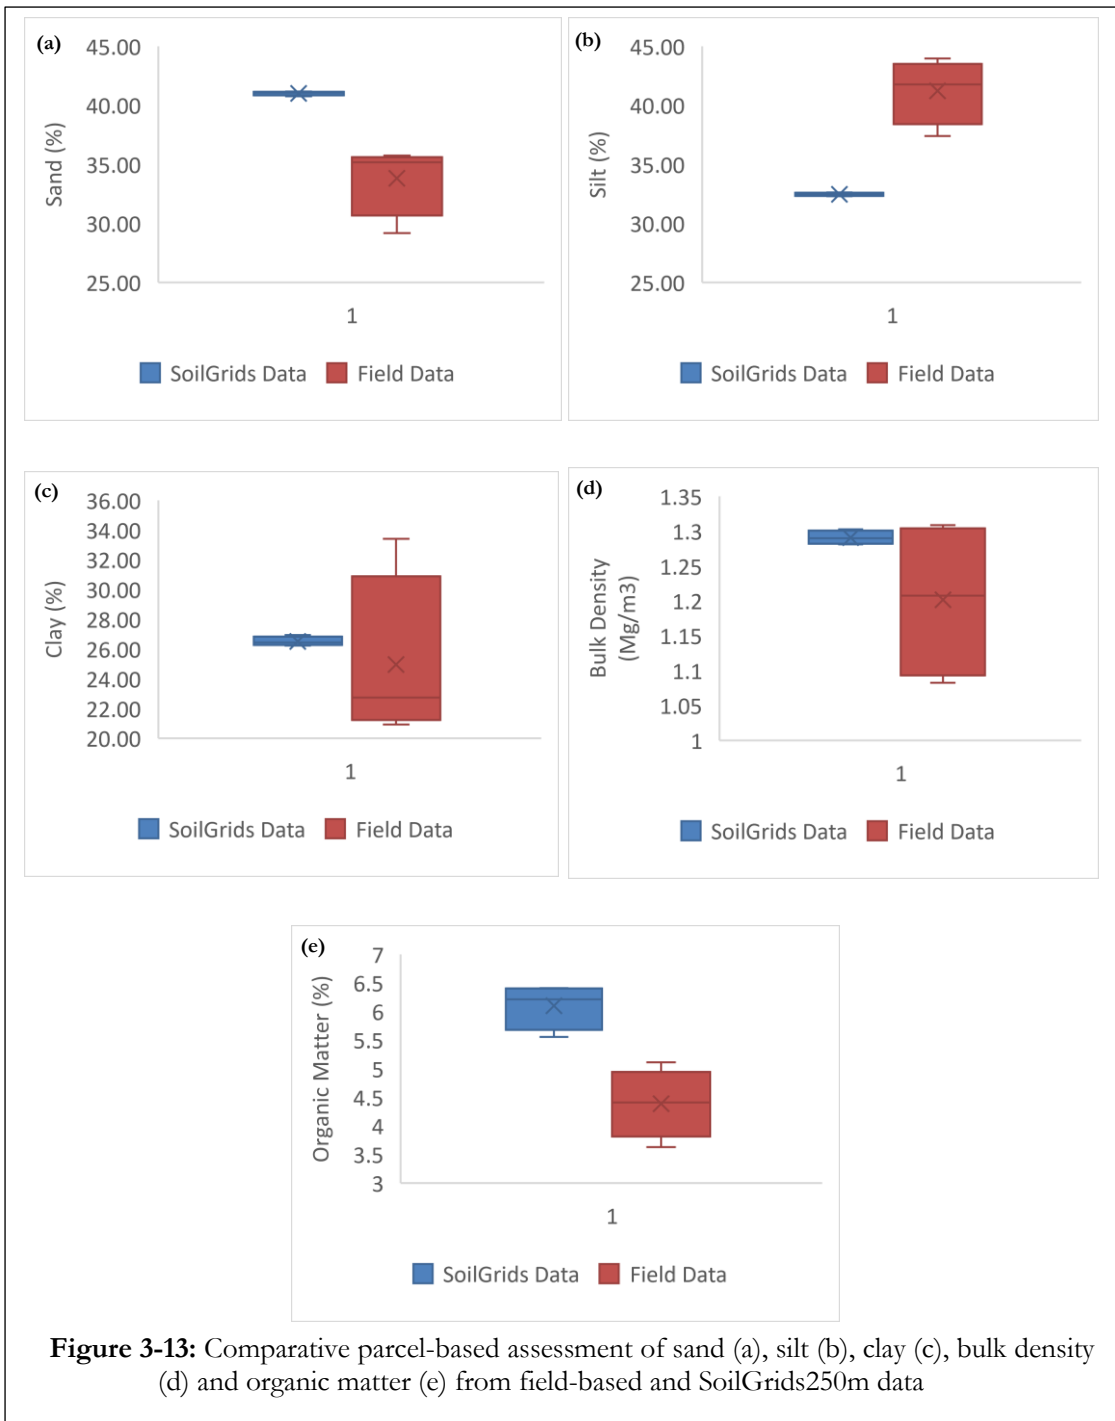 (a)
45.00
40.00
35.00
30.00
25.00
Sand (%)
1
SoilGrids Data Field Data
(b)
45.00
40.00
35.00
30.00
25.00
Silt (%)
1
SoilGrids Data Field Data
(c)
36.00
34.00
32.00
30.00
28.00
26.00
24.00
22.00
20.00
Clay (%)
1
SoilGrids Data Field Data
(d)
1.35
1.3
1.25
1.2
1.15
1.1
1.05
1
Bulk Density
(Mg/m3)
1
SoilGrids Data Field Data
(e)
7
6.5
6
5.5
5
4.5
4
3.5
3
Organic Matter (%)
1
SoilGrids Data Field Data
Figure 3-13: Comparative parcel-based assessment of sand (a), silt (b), clay (c), bulk density
(d) and organic matter (e) from field-based and SoilGrids250m data